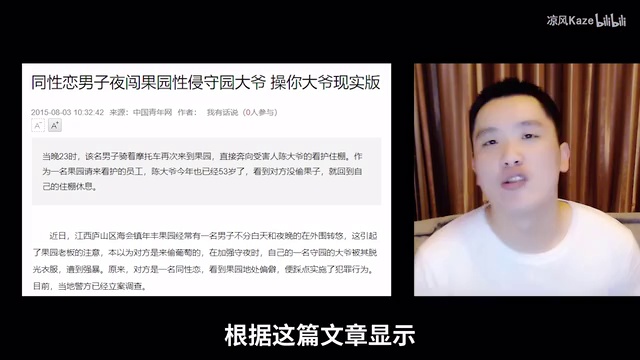 凉风Kaze bilibili
同性恋男子夜闯果园性侵守园大爷 操你大爷现实版
2015-08-03 10:32:42 来源：中国青年网 作者： 我有话说（0人参与）
A- A+
当晚23时，该名男子骑着摩托车再次来到果园，直接奔向受害人陈大爷的看护住棚。作
为一名果园请来看护的员工，陈大爷今年也已经53岁了，看到对方没偷果子，就回到自
己的住棚休息。
近日，江西庐山区海会镇年丰果园经常有一名男子不分白天和夜晚的在外围转悠，这引起
了果园老板的注意，本以为对方是来偷葡萄的，在加强守夜时，自己的一名守园的大爷被其脱
光衣服，遭到强暴。原来，对方是一名同性恋，看到果园地处偏僻，便踩点实施了犯罪行为。
目前，当地警方已经立案调查。
根据这篇文章显示